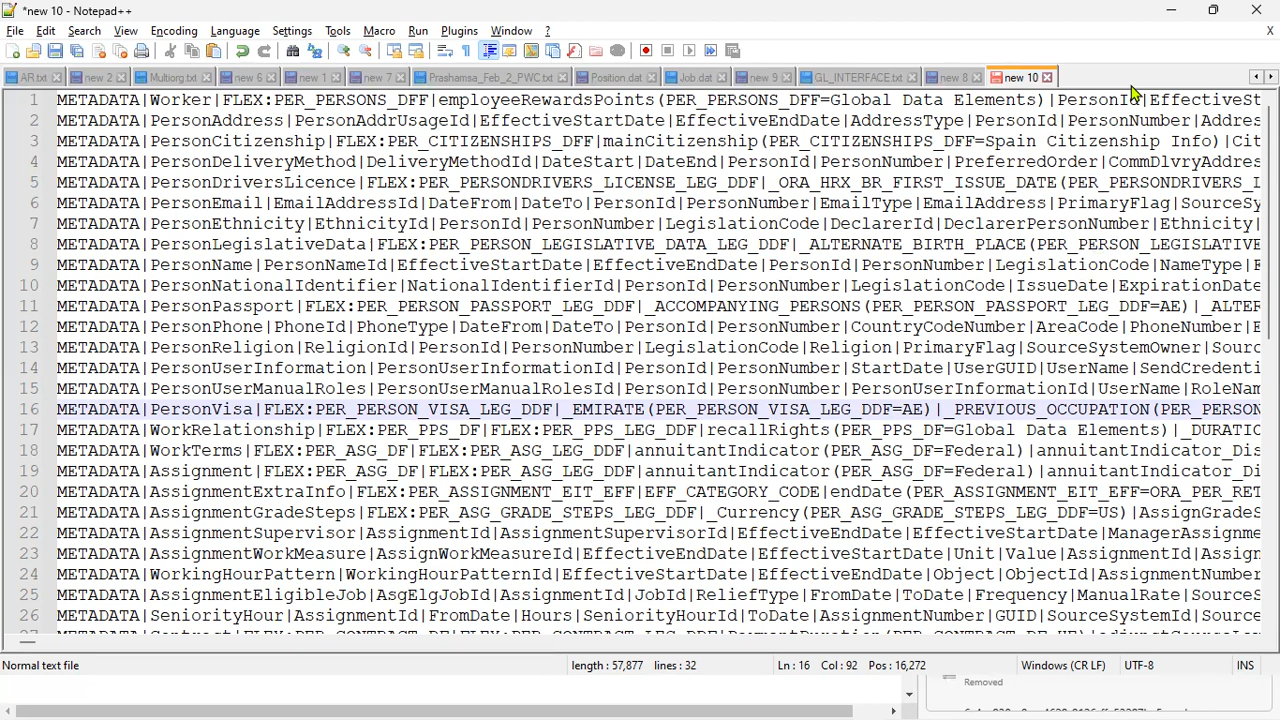 *new 10 - Notepad++
File Edit Search View Encoding Language Settings Tools Macro Run Plugins Window ? X
AR.txt new 2 Multiorg.txt new 6 new 1 new 7 Prashamsa_Feb_2_PWC.txt Position.dat Job.dat new 9 GL_INTERFACE.txt new 8 new 10
1 METADATA|Worker|FLEX:PER_PERSONS_DFF|employeeRewardsPoints(PER_PERSONS_DFF=Global Data Elements)|PersonId|EffectiveSt
2 METADATA|PersonAddress|PersonAddrUsageId|EffectiveStartDate|EffectiveEndDate|AddressType|PersonId|PersonNumber|Addres
3 METADATA|PersonCitizenship|FLEX:PER_CITIZENSHIPS_DFF|mainCitizenship(PER_CITIZENSHIPS_DFF=Spain Citizenship Info)|Cit
4 METADATA|PersonDeliveryMethod|DeliveryMethodId|DateStart|DateEnd|PersonId|PersonNumber|PreferredOrder|CommDlvryAddres
5 METADATA|PersonDriversLicence|FLEX:PER_PERSONDRIVERS_LICENSE_LEG_DDF|_ORA_HRX_BR_FIRST_ISSUE_DATE(PER_PERSONDRIVERS_L
6 METADATA|PersonEmail|EmailAddressId|DateFrom|DateTo|PersonId|PersonNumber|EmailType|EmailAddress|PrimaryFlag|SourceSy
7 METADATA|PersonEthnicity|EthnicityId|PersonId|PersonNumber|LegislationCode|DeclarerId|DeclarerPersonNumber|Ethnicity|
8 METADATA|PersonLegislativeData|FLEX:PER_PERSON_LEGISLATIVE_DATA_LEG_DDF|_ALTERNATE_BIRTH_PLACE(PER_PERSON_LEGISLATIVE
9 METADATA|PersonName|PersonNameId|EffectiveStartDate|EffectiveEndDate|PersonId|PersonNumber|LegislationCode|NameType|F
10 METADATA|PersonNationalIdentifier|NationalIdentifierId|PersonId|PersonNumber|LegislationCode|IssueDate|ExpirationDate
11 METADATA|PersonPassport|FLEX:PER_PERSON_PASSPORT_LEG_DDF|_ACCOMPANYING_PERSONS(PER_PERSON_PASSPORT_LEG_DDF=AE)|_ALTER
12 METADATA|PersonPhone|PhoneId|PhoneType|DateFrom|DateTo|PersonId|PersonNumber|CountryCodeNumber|AreaCode|PhoneNumber|E
13 METADATA|PersonReligion|ReligionId|PersonId|PersonNumber|LegislationCode|Religion|PrimaryFlag|SourceSystemOwner|Sourc
14 METADATA|PersonUserInformation|PersonUserInformationId|PersonId|PersonNumber|StartDate|UserGUID|UserName|SendCredenti
15 METADATA|PersonUserManualRoles|PersonUserManualRolesId|PersonId|PersonNumber|PersonUserInformationId|UserName|RoleNam
16 METADATA|PersonVisa|FLEX:PER_PERSON_VISA_LEG_DDF|_EMIRATE(PER_PERSON_VISA_LEG_DDF=AE)|_PREVIOUS_OCCUPATION(PER_PERSON
17 METADATA|WorkRelationship|FLEX:PER_PPS_DF|FLEX:PER_PPS_LEG_DDF|recallRights(PER_PPS_DF=Global Data Elements)|_DURATIC
18 METADATA|WorkTerms|FLEX:PER_ASG_DF|FLEX:PER_ASG_LEG_DDF|annuitantIndicator(PER_ASG_DF=Federal)|annuitantIndicator_Dis
19 METADATA|Assignment|FLEX:PER_ASG_DF|FLEX:PER_ASG_LEG_DDF|annuitantIndicator(PER_ASG_DF=Federal)|annuitantIndicator_Di
20 METADATA|AssignmentExtraInfo|FLEX:PER_ASSIGNMENT_EIT_EFF|EFF_CATEGORY_CODE|endDate(PER_ASSIGNMENT_EIT_EFF=ORA_PER_RET
21 METADATA|AssignmentGradeSteps|FLEX:PER_ASG_GRADE_STEPS_LEG_DDF|_Currency(PER_ASG_GRADE_STEPS_LEG_DDF=US)|AssignGradeS
22 METADATA|AssignmentSupervisor|AssignmentId|AssignmentSupervisorId|EffectiveEndDate|EffectiveStartDate|ManagerAssignme
23 METADATA|AssignmentWorkMeasure|AssignWorkMeasureId|EffectiveEndDate|EffectiveStartDate|Unit|Value|AssignmentId|Assign
24 METADATA|WorkingHourPattern|WorkingHourPatternId|EffectiveStartDate|EffectiveEndDate|Object|ObjectId|AssignmentNumber
25 METADATA|AssignmentEligibleJob|AsgElgJobId|AssignmentId|JobId|ReliefType|FromDate|ToDate|Frequency|ManualRate|SourceS
26 METADATA|SeniorityHour|AssignmentId|FromDate|Hours|SeniorityHourId|ToDate|AssignmentNumber|GUID|SourceSystemId|Source
Normal text file length : 57,877 lines : 32 Ln : 16 Col : 92 Pos : 16,272 Windows (CR LF) UTF-8 INS
Removed